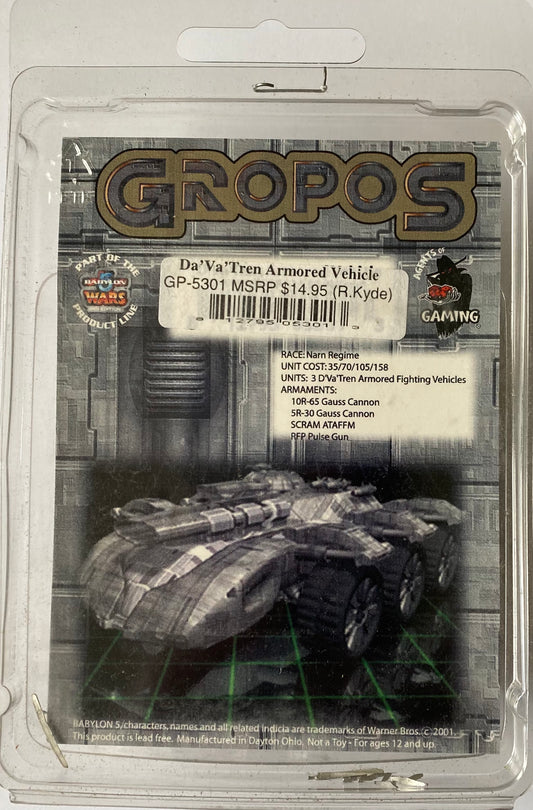 GROPOS
PART OF THE
BABYLON
5
WARS
PRODUCT LINE
Da'Va'Tren Armored Vehicle
GP-5301 MSRP $14.95 (R.Kyde)
0 12795 05301 3
AGENTS OF
GAMING
RACE: Narn Regime
UNIT COST: 35/70/105/158
UNITS: 3 D'Va'Tren Armored Fighting Vehicles
ARMAMENTS:
10R-65 Gauss Cannon
5R-30 Gauss Cannon
SCRAM ATAFFM
RFP Pulse Gun
BABYLON 5, characters, names and all related indicia are trademarks of Warner Bros. c 2001.
This product is lead free. Manufactured in Dayton Ohio. Not a Toy - For ages 12 and up.